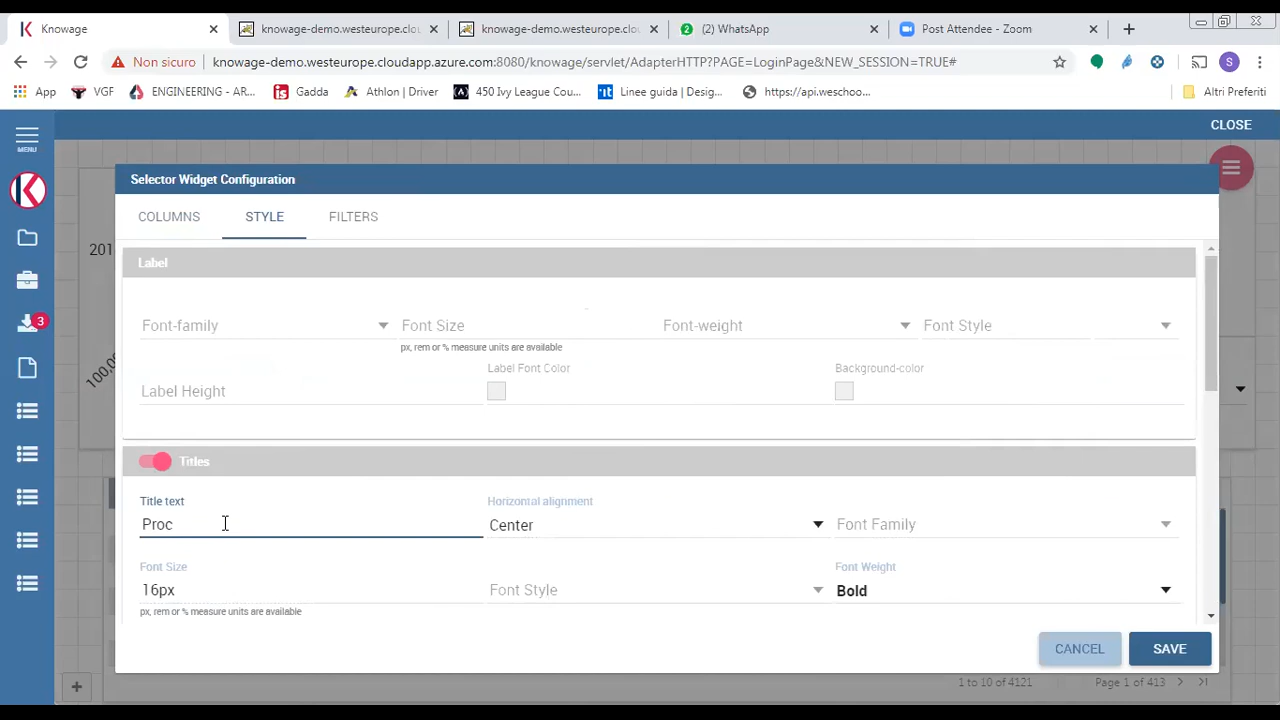 Knowage
knowage-demo.westeurope.clou
knowage-demo.westeurope.clou
(2) WhatsApp
Post Attendee - Zoom
Non sicuro
knowage-demo.westeurope.cloudapp.azure.com:8080/knowage/servlet/AdapterHTTP?PAGE=LoginPage&NEW_SESSION=TRUE#
S
App
VGF
ENGINEERING - AR...
Gadda
Athlon | Driver
450 Ivy League Cou...
Linee guida | Desig...
https://api.weschoo...
Altri Preferiti
MENU
CLOSE
Selector Widget Configuration
COLUMNS
STYLE
FILTERS
201
Label
3
Font-family
Font Size
Font-weight
Font Style
px, rem or % measure units are available
100,0
Label Height
Label Font Color
Background-color
Titles
Title text
Horizontal alignment
Proc
Center
Font Family
Font Size
Font Weight
16px
Font Style
Bold
px, rem or % measure units are available
CANCEL
SAVE
1 to 10 of 4121
Page 1 of 413